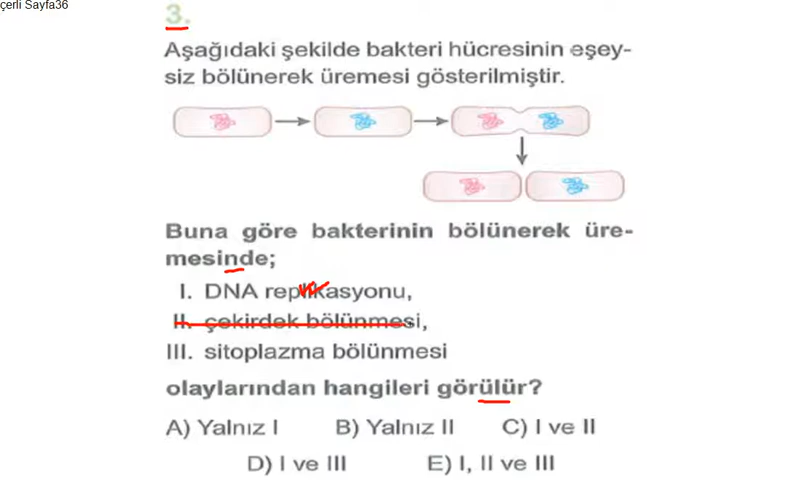 çerli Sayfa36
3.
Aşağıdaki şekilde bakteri hücresinin eşey-
siz bölünerek üremesi gösterilmiştir.
Buna göre bakterinin bölünerek üre-
mesinde;
I. DNA replikasyonu,
II. çekirdek bölünmesi,
III. sitoplazma bölünmesi
olaylarından hangileri görülür?
A) Yalnız I B) Yalnız II C) I ve II
D) I ve III E) I, II ve III